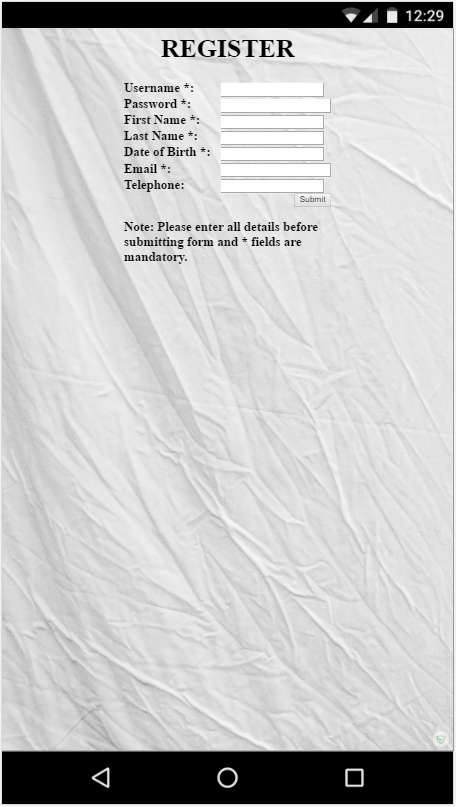 12:29
REGISTER
Username *:
Password *:
First Name *:
Last Name *:
Date of Birth *:
Email *:
Telephone:
Submit
Note: Please enter all details before
submitting form and * fields are
mandatory.